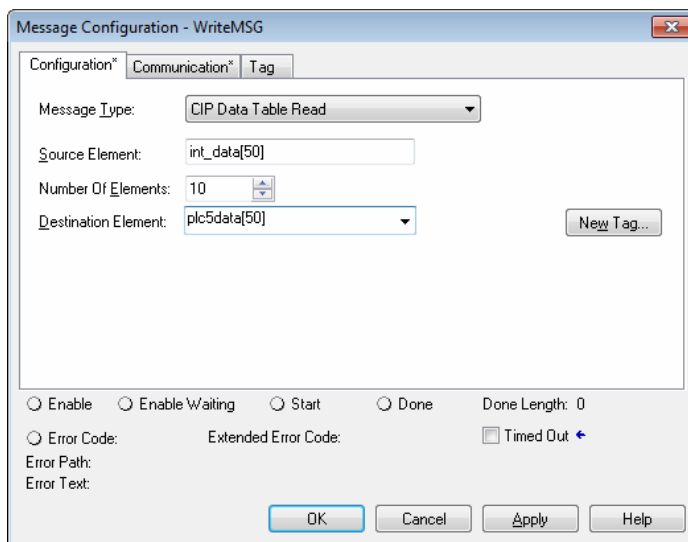 Message Configuration - WriteMSG
Configuration* Communication* Tag
Message Type: CIP Data Table Read
Source Element: int_data[50]
Number Of Elements: 10
Destination Element: plc5data[50] New Tag...
Enable Enable Waiting Start Done Done Length: 0
Error Code: Extended Error Code: Timed Out
Error Path:
Error Text:
OK Cancel Apply Help